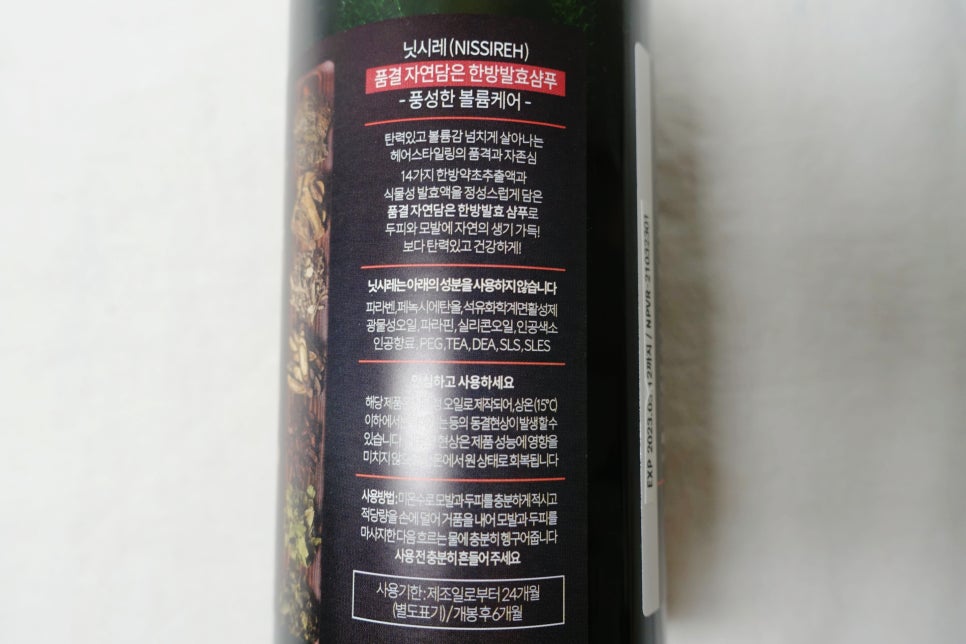 닛시레(NISSIREH)
품결 자연담은 한방발효샴푸
- 풍성한 볼륨케어 -
탄력있고 볼륨감 넘치게 살아나는
헤어스타일링의 품격과 자존심
14가지 한방약초추출액과
식물성 발효액을 정성스럽게 담은
품결 자연담은 한방발효 샴푸로
두피와 모발에 자연의 생기 가득!
보다 탄력있고 건강하게!
닛시레는 아래의 성분을 사용하지 않습니다
파라벤, 페녹시에탄올, 석유화학계면활성제
광물성오일, 파라핀, 실리콘오일, 인공색소
인공향료, PEG, TEA, DEA, SLS, SLES
안심하고 사용하세요
해당 제품은 오일로 제작되어, 상온(15°C)
이하에서 등의 동결현상이 발생할 수
있습니다 현상은 제품 성능에 영향을
미치지 않 에서 원 상태로 회복됩니다
사용방법 : 미온수로 모발과 두피를 충분하게 적시고
적당량을 손에 덜어 거품을 내어 모발과 두피를
마사지한 다음 흐르는 물에 충분히 헹구어줍니다
사용 전 충분히 흔들어 주세요
사용기한 : 제조일로부터 24개월
(별도표기) / 개봉 후 6개월
EXP 2023.0 12까지 / NPVR 21032301